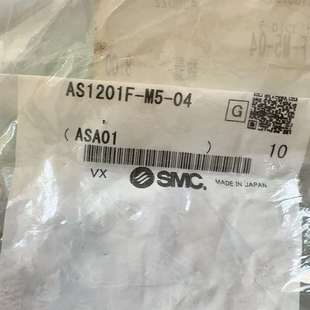 AS1201F-M5-04
G
( ASA01 ) 10
VX SMC. MADE IN JAPAN